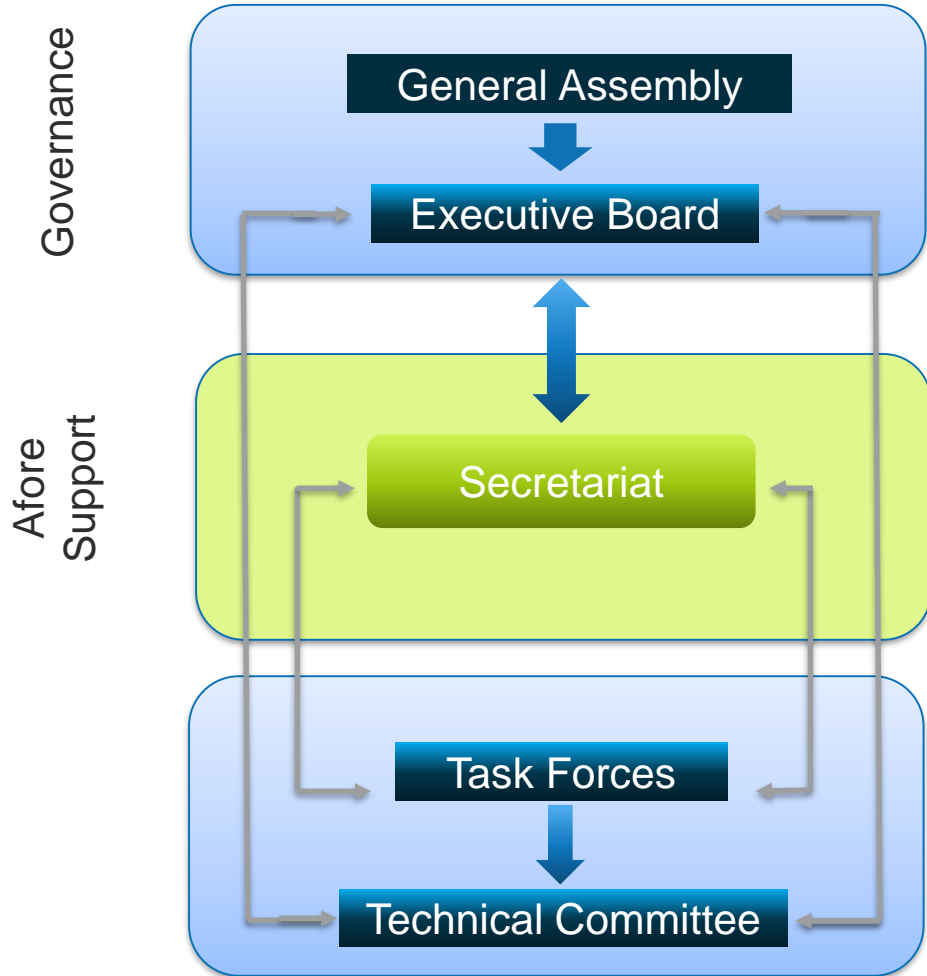 Governance
General Assembly
Executive Board
Afore
Support
Secretariat
Task Forces
Technical Committee